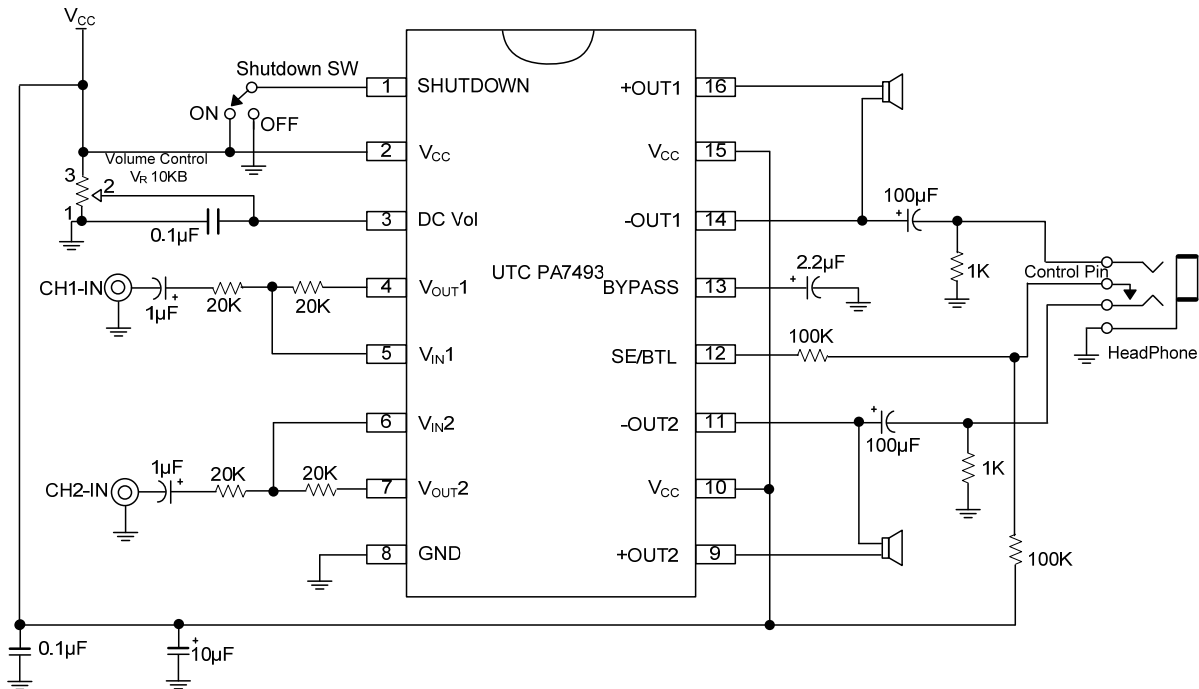 VCC
Shutdown SW
ON
OFF
Volume Control
VR 10KB
3
2
1
0.1µF
CH1-IN
1µF
20K
20K
CH2-IN
1µF
20K
20K
0.1µF
10µF
1 SHUTDOWN
2 VCC
3 DC Vol
4 VOUT1
5 VIN1
6 VIN2
7 VOUT2
8 GND
UTC PA7493
+OUT1 16
VCC 15
-OUT1 14
BYPASS 13
SE/BTL 12
-OUT2 11
VCC 10
+OUT2 9
100µF
1K
2.2µF
100K
Control Pin
HeadPhone
100µF
1K
100K